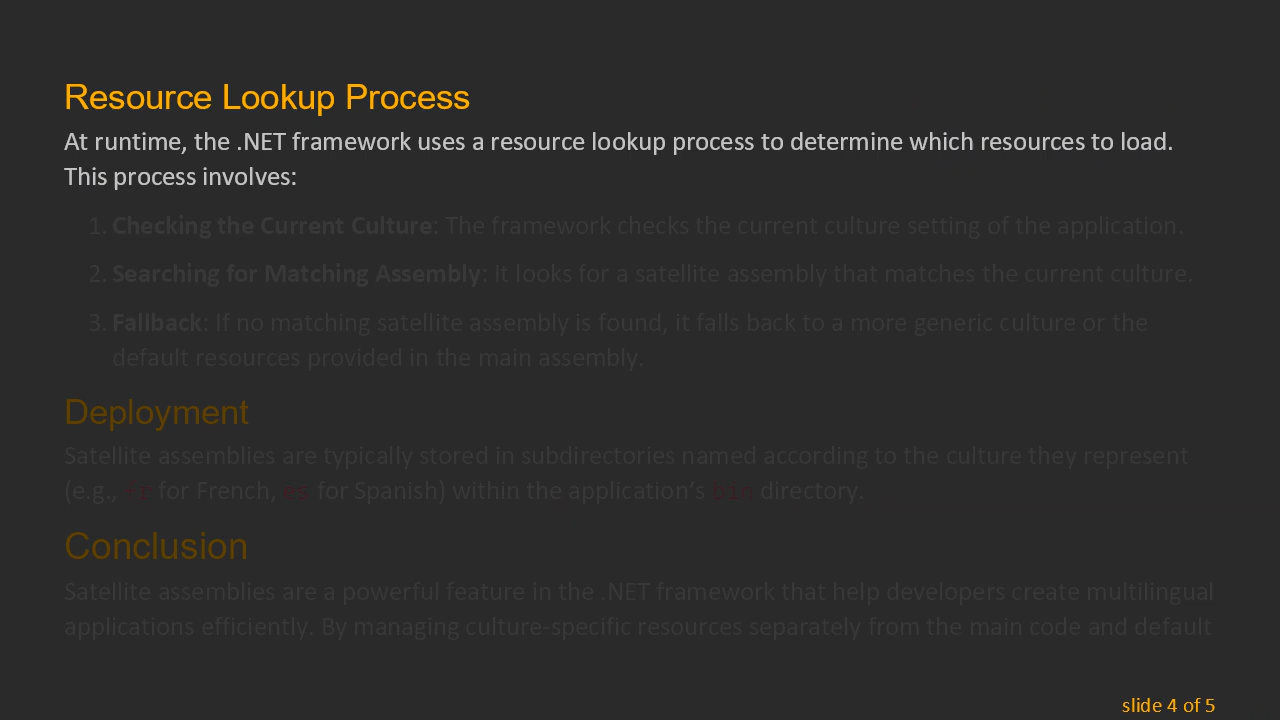 Resource Lookup Process
At runtime, the .NET framework uses a resource lookup process to determine which resources to load.
This process involves:
1. Checking the Current Culture: The framework checks the current culture setting of the application.
2. Searching for Matching Assembly: It looks for a satellite assembly that matches the current culture.
3. Fallback: If no matching satellite assembly is found, it falls back to a more generic culture or the
default resources provided in the main assembly.
Deployment
Satellite assemblies are typically stored in subdirectories named according to the culture they represent
(e.g., fr for French, es for Spanish) within the application’s bin directory.
Conclusion
Satellite assemblies are a powerful feature in the .NET framework that help developers create multilingual
applications efficiently. By managing culture-specific resources separately from the main code and default
slide 4 of 5